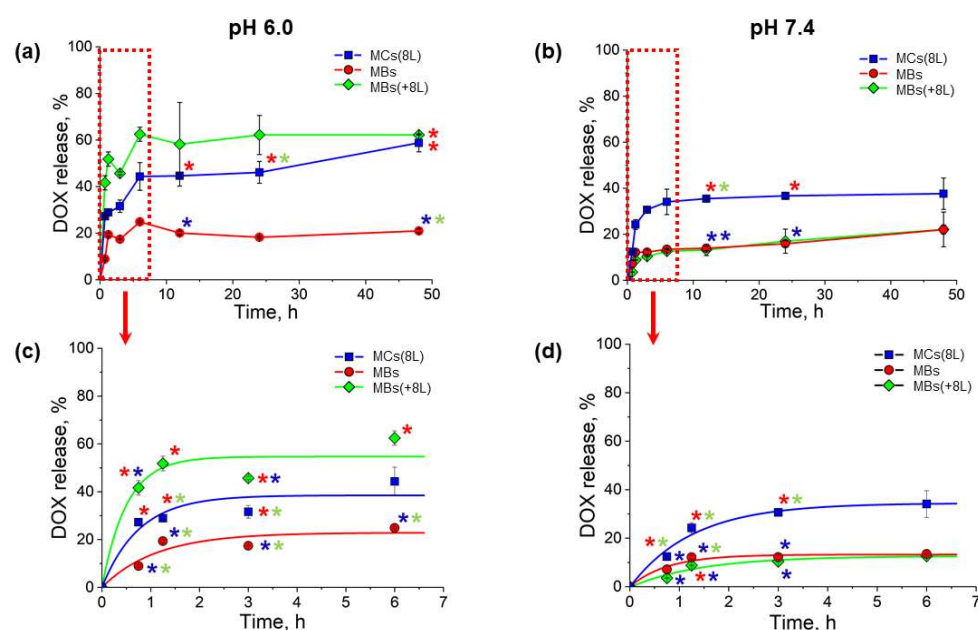 pH 6.0
pH 7.4
(a)
DOX release, %
100
80
60
40
20
0
MCs(8L)
MBs
MBs(+8L)
*
*
* *
*
*
* *
0 10 20 30 40 50
Time, h
(b)
DOX release, %
100
80
60
40
20
0
MCs(8L)
MBs
MBs(+8L)
* *
*
* *
*
0 10 20 30 40 50
Time, h
(c)
DOX release, %
100
80
60
40
20
0
MCs(8L)
MBs
MBs(+8L)
*
*
* *
* *
*
* *
* *
* *
* *
* *
* *
0 1 2 3 4 5 6 7
Time, h
(d)
DOX release, %
100
80
60
40
20
0
MCs(8L)
MBs
MBs(+8L)
* *
* *
* *
*
* *
*
*
* *
*
0 1 2 3 4 5 6 7
Time, h